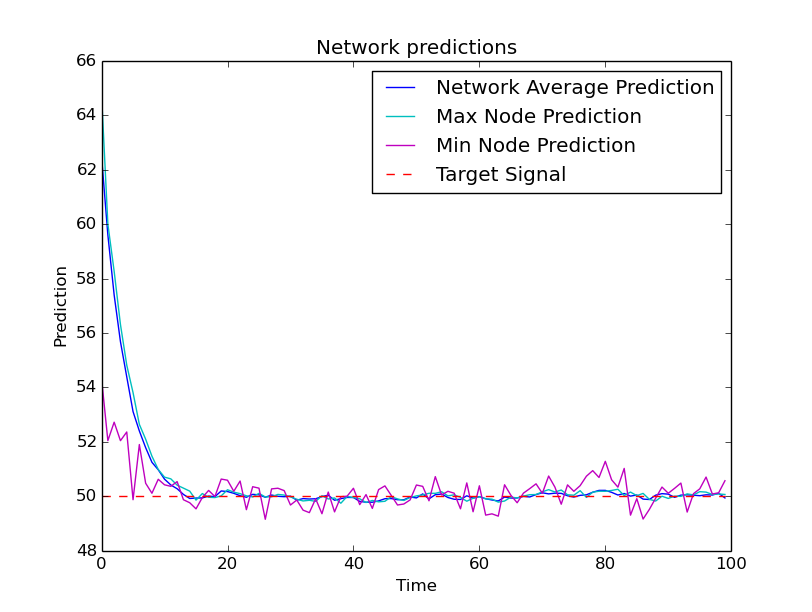 Network predictions
66
64
62
60
58
56
54
52
50
48
Prediction
Network Average Prediction
Max Node Prediction
Min Node Prediction
Target Signal
0 20 40 60 80 100
Time